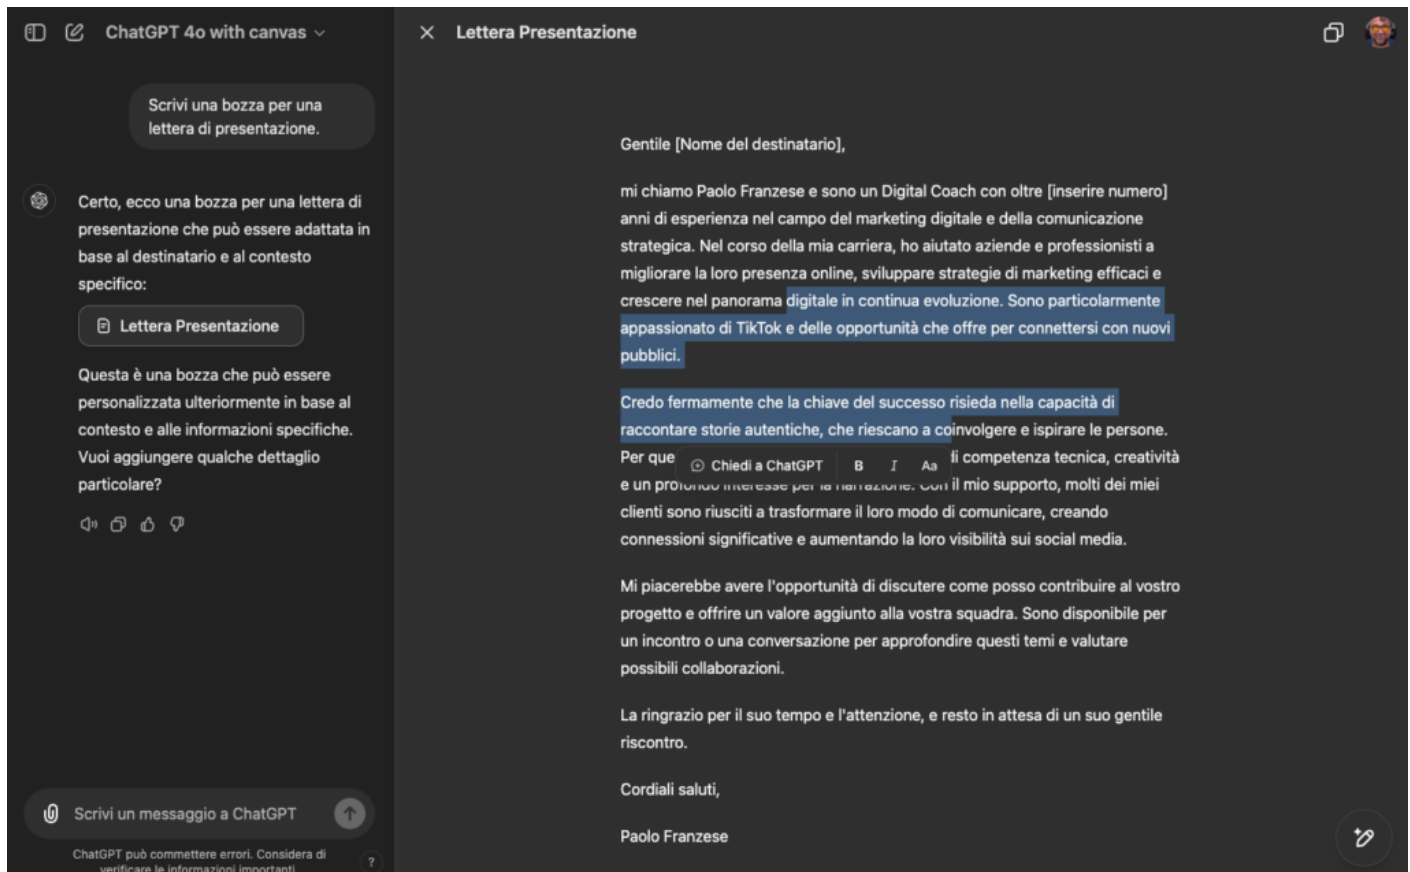 ChatGPT 4o with canvas
Scrivi una bozza per una
lettera di presentazione.
Certo, ecco una bozza per una lettera di
presentazione che può essere adattata in
base al destinatario e al contesto
specifico:
Lettera Presentazione
Questa è una bozza che può essere
personalizzata ulteriormente in base al
contesto e alle informazioni specifiche.
Vuoi aggiungere qualche dettaglio
particolare?
Scrivi un messaggio a ChatGPT
ChatGPT può commettere errori. Considera di
verificare le informazioni importanti
?
Lettera Presentazione
Gentile [Nome del destinatario],
mi chiamo Paolo Franzese e sono un Digital Coach con oltre [inserire numero]
anni di esperienza nel campo del marketing digitale e della comunicazione
strategica. Nel corso della mia carriera, ho aiutato aziende e professionisti a
migliorare la loro presenza online, sviluppare strategie di marketing efficaci e
crescere nel panorama digitale in continua evoluzione. Sono particolarmente
appassionato di TikTok e delle opportunità che offre per connettersi con nuovi
pubblici.
Credo fermamente che la chiave del successo risieda nella capacità di
raccontare storie autentiche, che riescano a coinvolgere e ispirare le persone.
Per que di competenza tecnica, creatività
Chiedi a ChatGPT B I Aa
e un profondo interesse per la narrazione. Con il mio supporto, molti dei miei
clienti sono riusciti a trasformare il loro modo di comunicare, creando
connessioni significative e aumentando la loro visibilità sui social media.
Mi piacerebbe avere l'opportunità di discutere come posso contribuire al vostro
progetto e offrire un valore aggiunto alla vostra squadra. Sono disponibile per
un incontro o una conversazione per approfondire questi temi e valutare
possibili collaborazioni.
La ringrazio per il suo tempo e l'attenzione, e resto in attesa di un suo gentile
riscontro.
Cordiali saluti,
Paolo Franzese